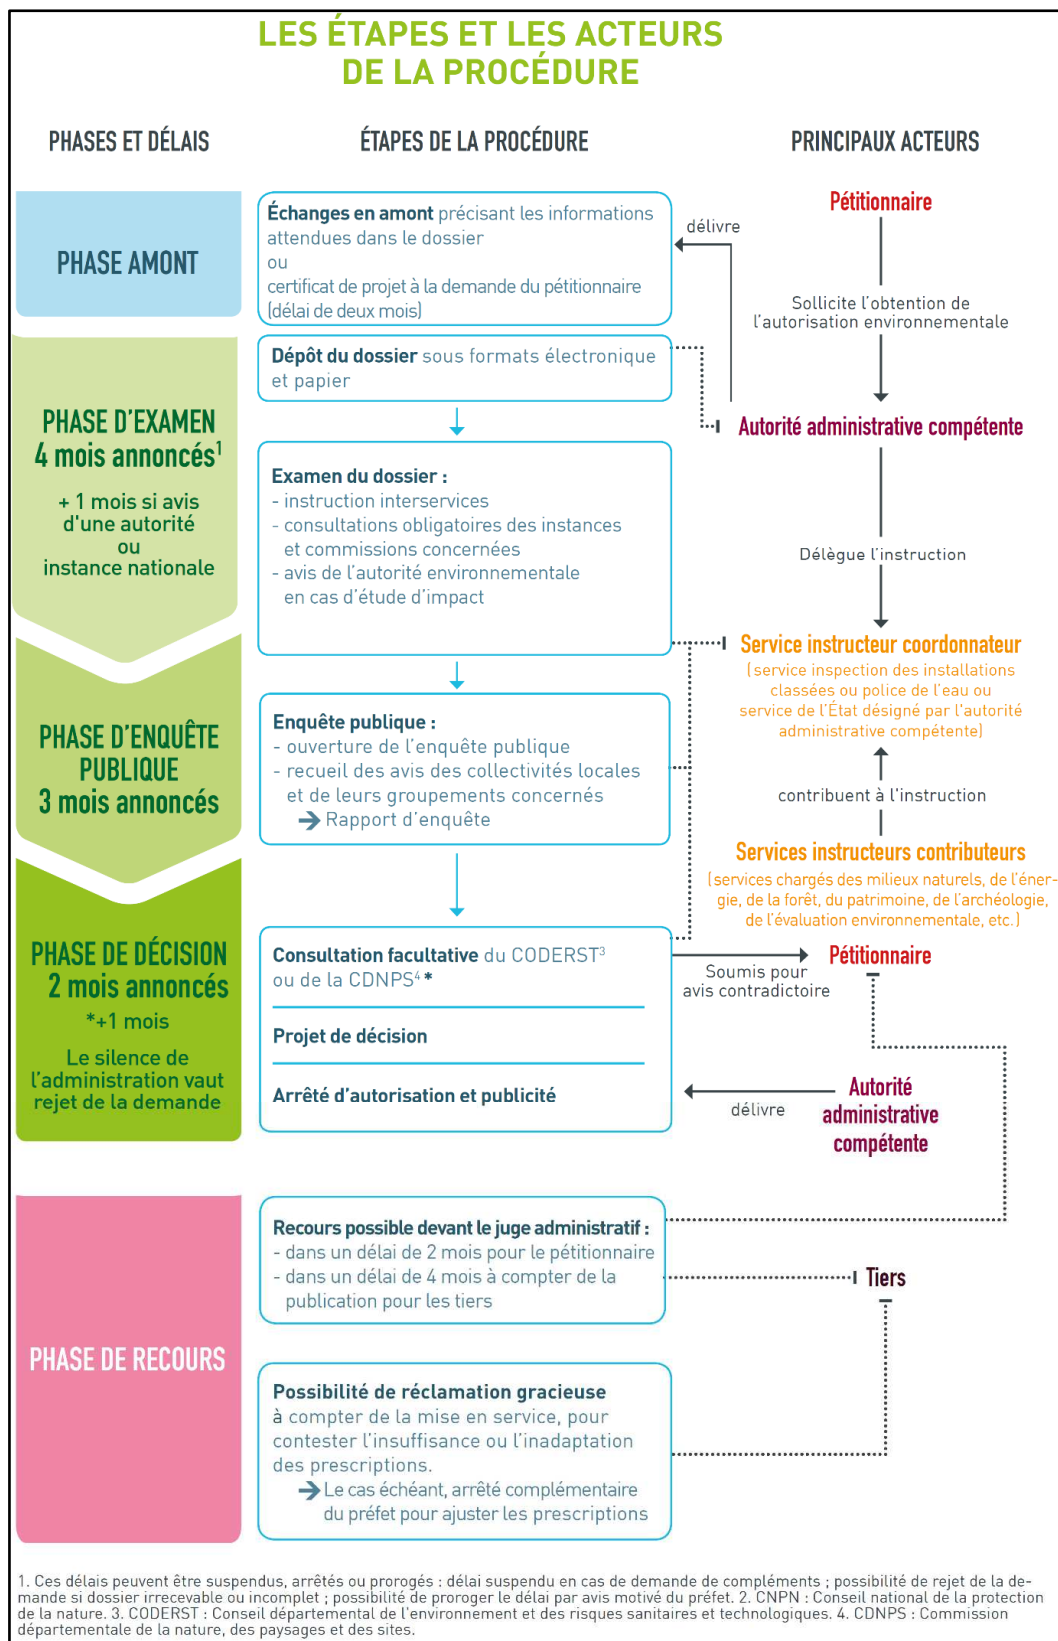 LES ÉTAPES ET LES ACTEURS
DE LA PROCÉDURE
PHASES ET DÉLAIS
ÉTAPES DE LA PROCÉDURE
PRINCIPAUX ACTEURS
PHASE AMONT
Échanges en amont précisant les informations
attendues dans le dossier
ou
certificat de projet à la demande du pétitionnaire
(délai de deux mois)
délivre
Pétitionnaire
Sollicite l'obtention de
l'autorisation environnementale
PHASE D'EXAMEN
4 mois annoncés¹
+ 1 mois si avis
d'une autorité
ou
instance nationale
Dépôt du dossier sous formats électronique
et papier
Autorité administrative compétente
Examen du dossier :
- instruction interservices
- consultations obligatoires des instances
et commissions concernées
- avis de l'autorité environnementale
en cas d'étude d'impact
Délègue l'instruction
Service instructeur coordonnateur
(service inspection des installations
classées ou police de l'eau ou
service de l'État désigné par l'autorité
administrative compétente)
PHASE D'ENQUÊTE
PUBLIQUE
3 mois annoncés
Enquête publique :
- ouverture de l'enquête publique
- recueil des avis des collectivités locales
et de leurs groupements concernés
➔ Rapport d'enquête
contribuent à l'instruction
Services instructeurs contributeurs
(services chargés des milieux naturels, de l'éner-
gie, de la forêt, du patrimoine, de l'archéologie,
de l'évaluation environnementale, etc.)
PHASE DE DÉCISION
2 mois annoncés
*+1 mois
Le silence de
l'administration vaut
rejet de la demande
Consultation facultative du CODERST³
ou de la CDNPS⁴ *
Projet de décision
Arrêté d'autorisation et publicité
Soumis pour
avis contradictoire
Pétitionnaire
délivre
Autorité
administrative
compétente
PHASE DE RECOURS
Recours possible devant le juge administratif :
- dans un délai de 2 mois pour le pétitionnaire
- dans un délai de 4 mois à compter de la
publication pour les tiers
Tiers
Possibilité de réclamation gracieuse
à compter de la mise en service, pour
contester l'insuffisance ou l'inadaptation
des prescriptions.
➔ Le cas échéant, arrêté complémentaire
du préfet pour ajuster les prescriptions
1. Ces délais peuvent être suspendus, arrêtés ou prorogés : délai suspendu en cas de demande de compléments ; possibilité de rejet de la de-
mande si dossier irrecevable ou incomplet ; possibilité de proroger le délai par avis motivé du préfet. 2. CNPN : Conseil national de la protection
de la nature. 3. CODERST : Conseil départemental de l'environnement et des risques sanitaires et technologiques. 4. CDNPS : Commission
départementale de la nature, des paysages et des sites.